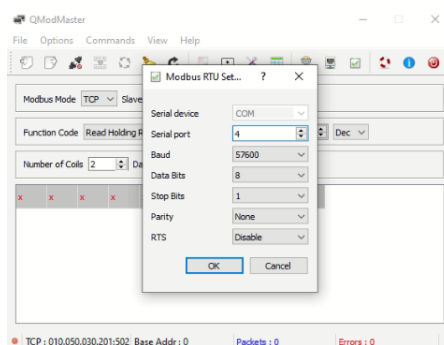 QModMaster
File Options Commands View Help
Modbus RTU Set... ? X
Modbus Mode TCP Slave
Serial device COM
Serial port 4
Function Code Read Holding R
Dec
Baud 57600
Number of Coils 2 Da
Data Bits 8
Stop Bits 1
x x x x
Parity None
RTS Disable
OK Cancel
TCP : 010.050.030.201:502 Base Addr : 0 Packets : 0 Errors : 0